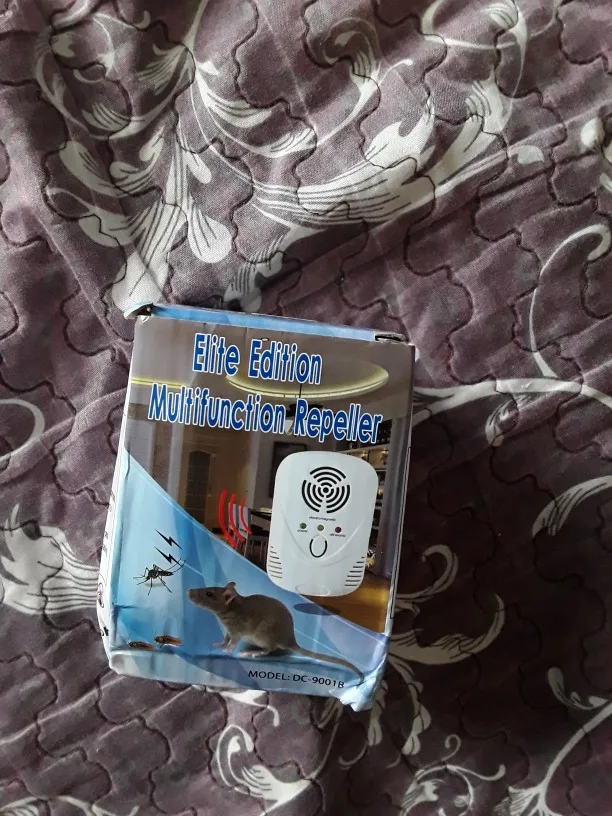 Elite Edition
Multifunction Repeller
MODEL: DC-9001B